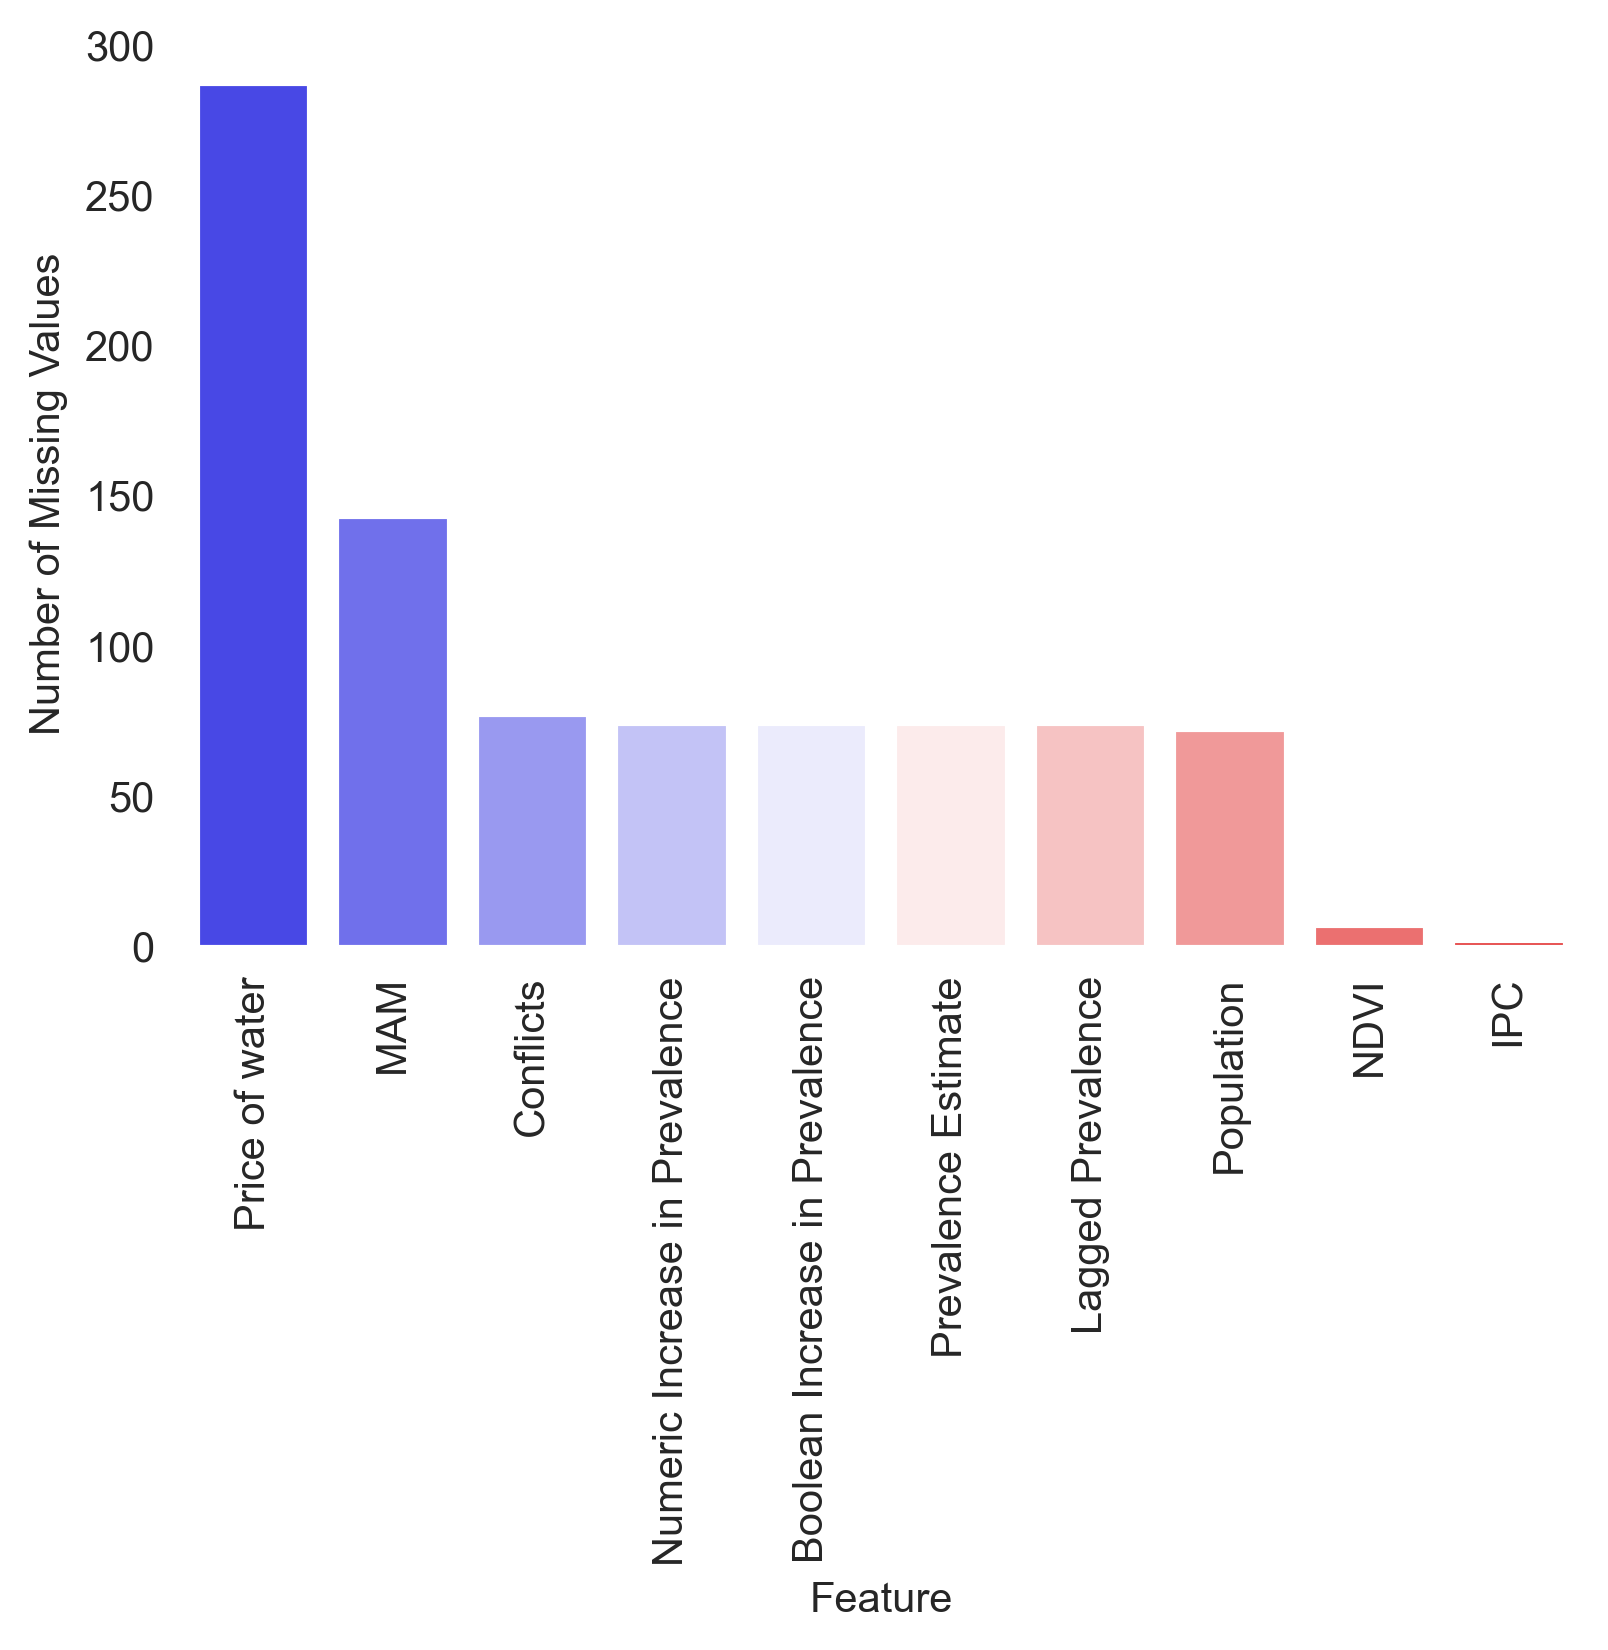 300
250
200
150
100
50
0
Number of Missing Values
Price of water
MAM
Conflicts
Numeric Increase in Prevalence
Boolean Increase in Prevalence
Prevalence Estimate
Lagged Prevalence
Population
NDVI
IPC
Feature